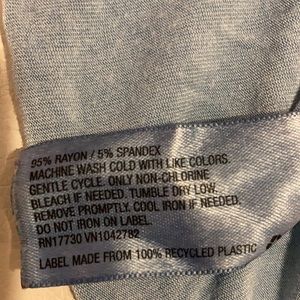 95% RAYON / 5% SPANDEX
MACHINE WASH COLD WITH LIKE COLORS.
GENTLE CYCLE. ONLY NON-CHLORINE
BLEACH IF NEEDED. TUMBLE DRY LOW.
REMOVE PROMPTLY. COOL IRON IF NEEDED.
DO NOT IRON ON LABEL.
RN17730 VN1042782
LABEL MADE FROM 100% RECYCLED PLASTIC